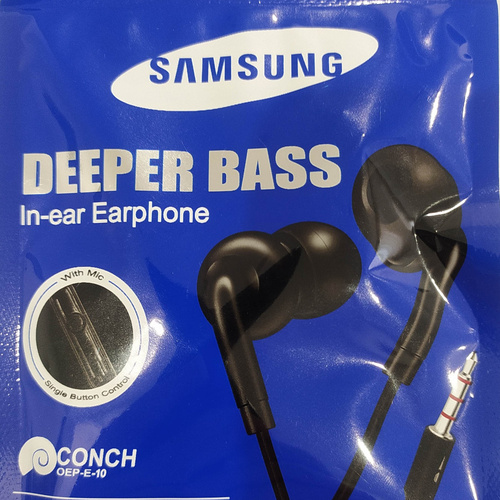 SAMSUNG
DEEPER BASS
In-ear Earphone
With Mic
Single Button Control
CONCH
OEP-E-10